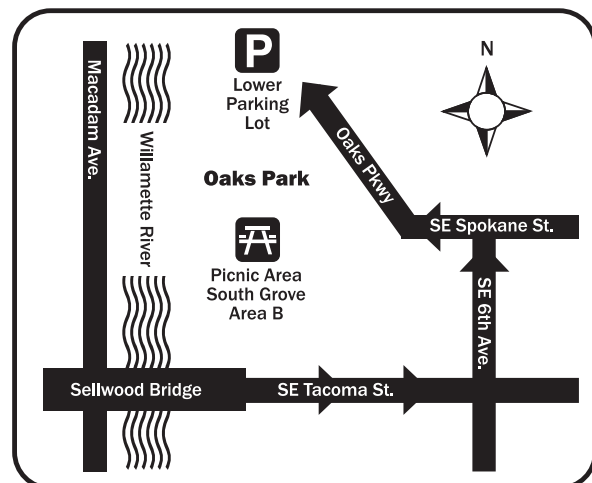 P
Lower
Parking
Lot
N
Macadam Ave.
Willamette River
Oaks Pkwy
Oaks Park
SE Spokane St.
Picnic Area
South Grove
Area B
SE 6th Ave.
Sellwood Bridge
SE Tacoma St.